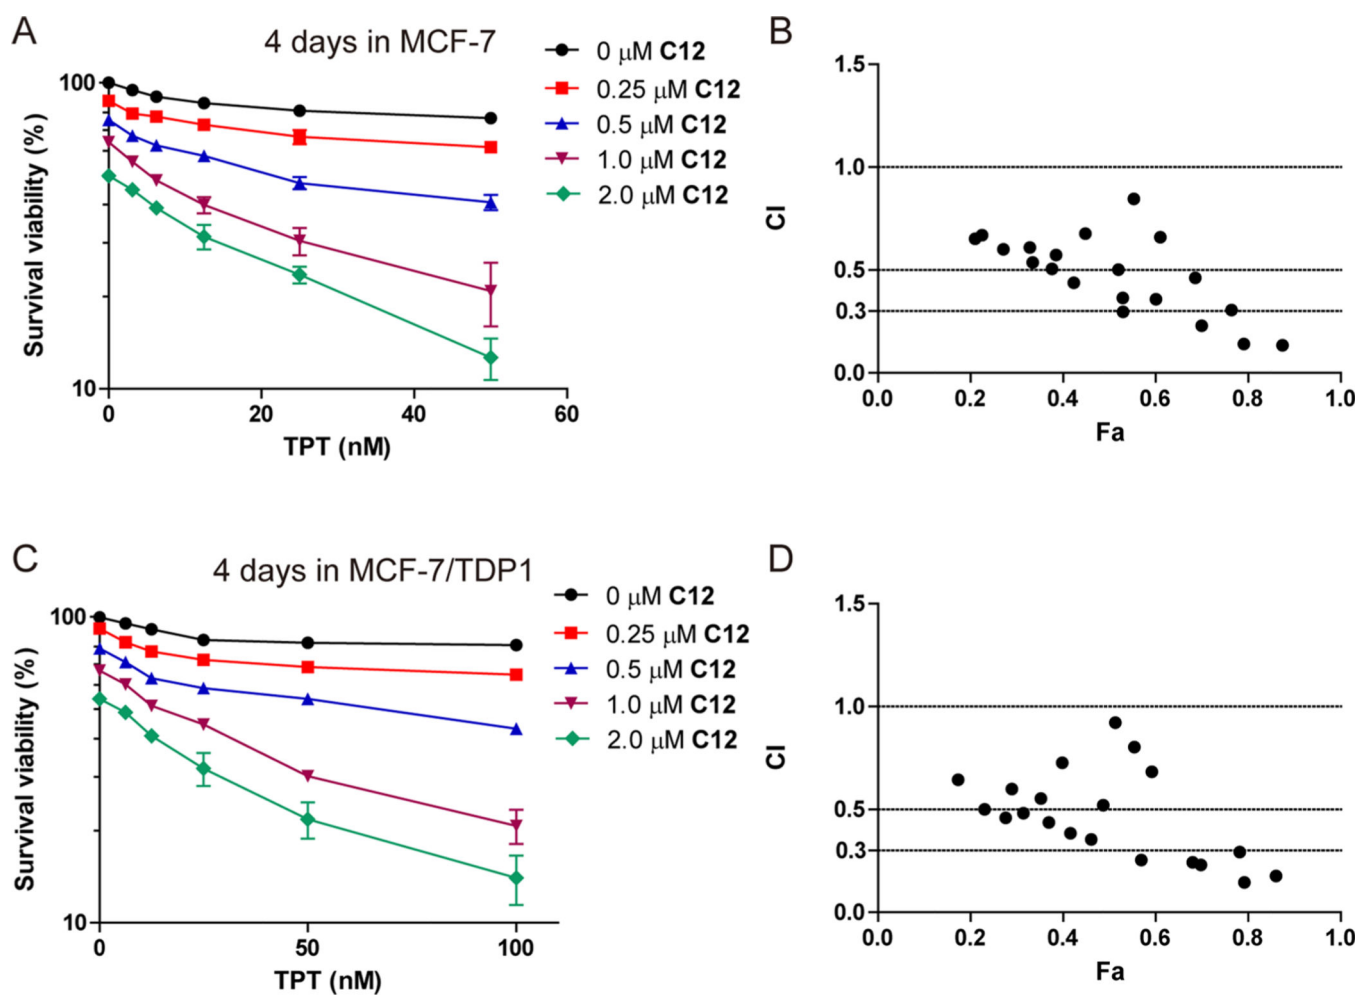 A
4 days in MCF-7
0 μM C12
0.25 μM C12
0.5 μM C12
1.0 μM C12
2.0 μM C12
Survival viability (%)
100
10
0
20
40
60
TPT (nM)
B
1.5
1.0
0.5
0.3
0.0
CI
0.0
0.2
0.4
0.6
0.8
1.0
Fa
C
4 days in MCF-7/TDP1
0 μM C12
0.25 μM C12
0.5 μM C12
1.0 μM C12
2.0 μM C12
Survival viability (%)
100
10
0
50
100
TPT (nM)
D
1.5
1.0
0.5
0.3
0.0
CI
0.0
0.2
0.4
0.6
0.8
1.0
Fa